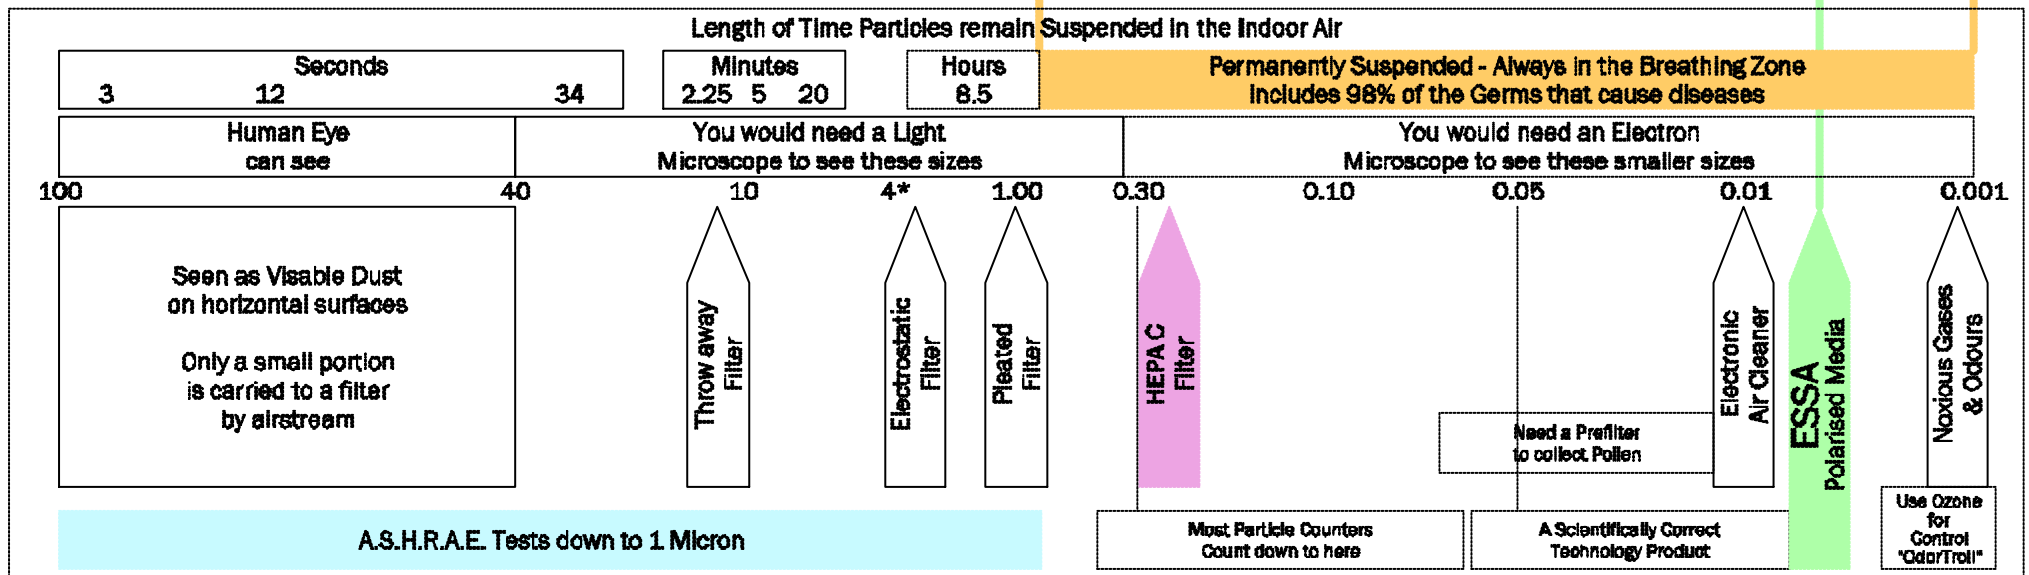 Length of Time Particles remain Suspended in the Indoor Air
Seconds
3 12 34
Minutes
2.25 5 20
Hours
8.5
Permanently Suspended - Always in the Breathing Zone
Includes 98% of the Germs that cause diseases
Human Eye
can see
You would need a Light
Microscope to see these sizes
You would need an Electron
Microscope to see these smaller sizes
100 40 10 4* 1.00 0.30 0.10 0.05 0.01 0.001
Seen as Visable Dust
on horizontal surfaces
Only a small portion
is carried to a filter
by airstream
Throw away
Filter
Electrostatic
Filter
Pleated
Filter
HEPA C
Filter
Need a Prefilter
to collect Pollen
Electronic
Air Cleaner
ESSA
Polarised Media
Noxious Gases
& Odours
A.S.H.R.A.E. Tests down to 1 Micron
Most Particle Counters
Count down to here
A Scientifically Correct
Technology Product
Use Ozone
for
Control
"OdorTroll"